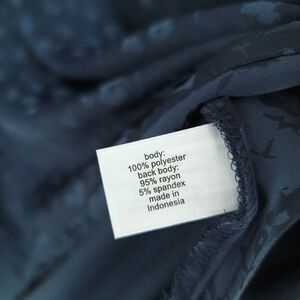 body:
100% polyester
back body:
95% rayon
5% spandex
made in
Indonesia